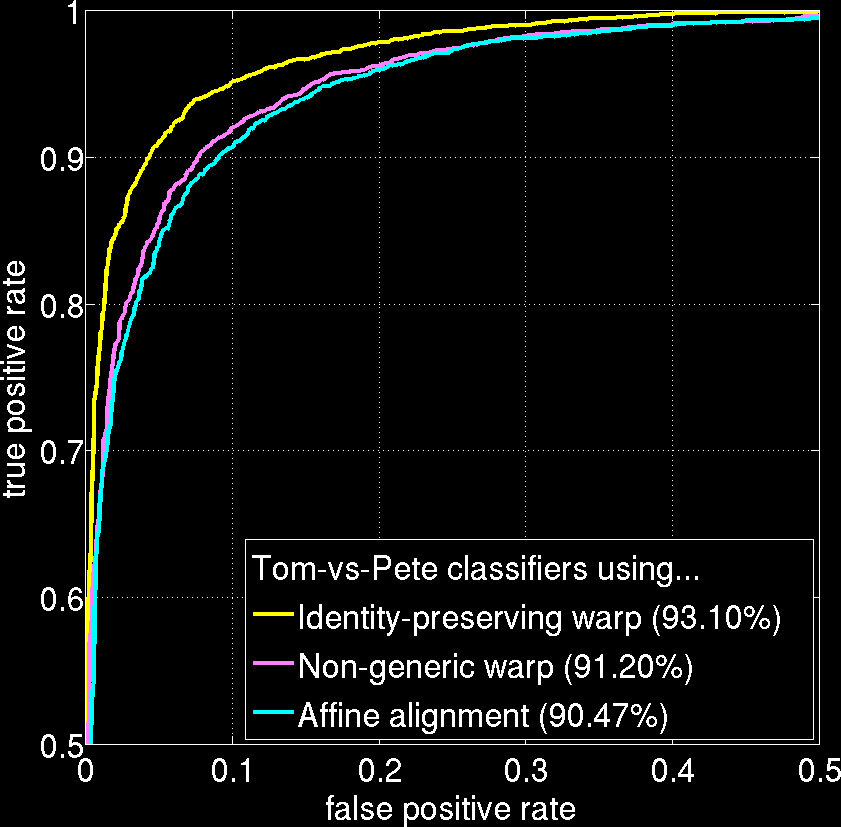 1
0.9
0.8
0.7
0.6
0.5
true positive rate
Tom-vs-Pete classifiers using...
Identity-preserving warp (93.10%)
Non-generic warp (91.20%)
Affine alignment (90.47%)
0 0.1 0.2 0.3 0.4 0.5
false positive rate